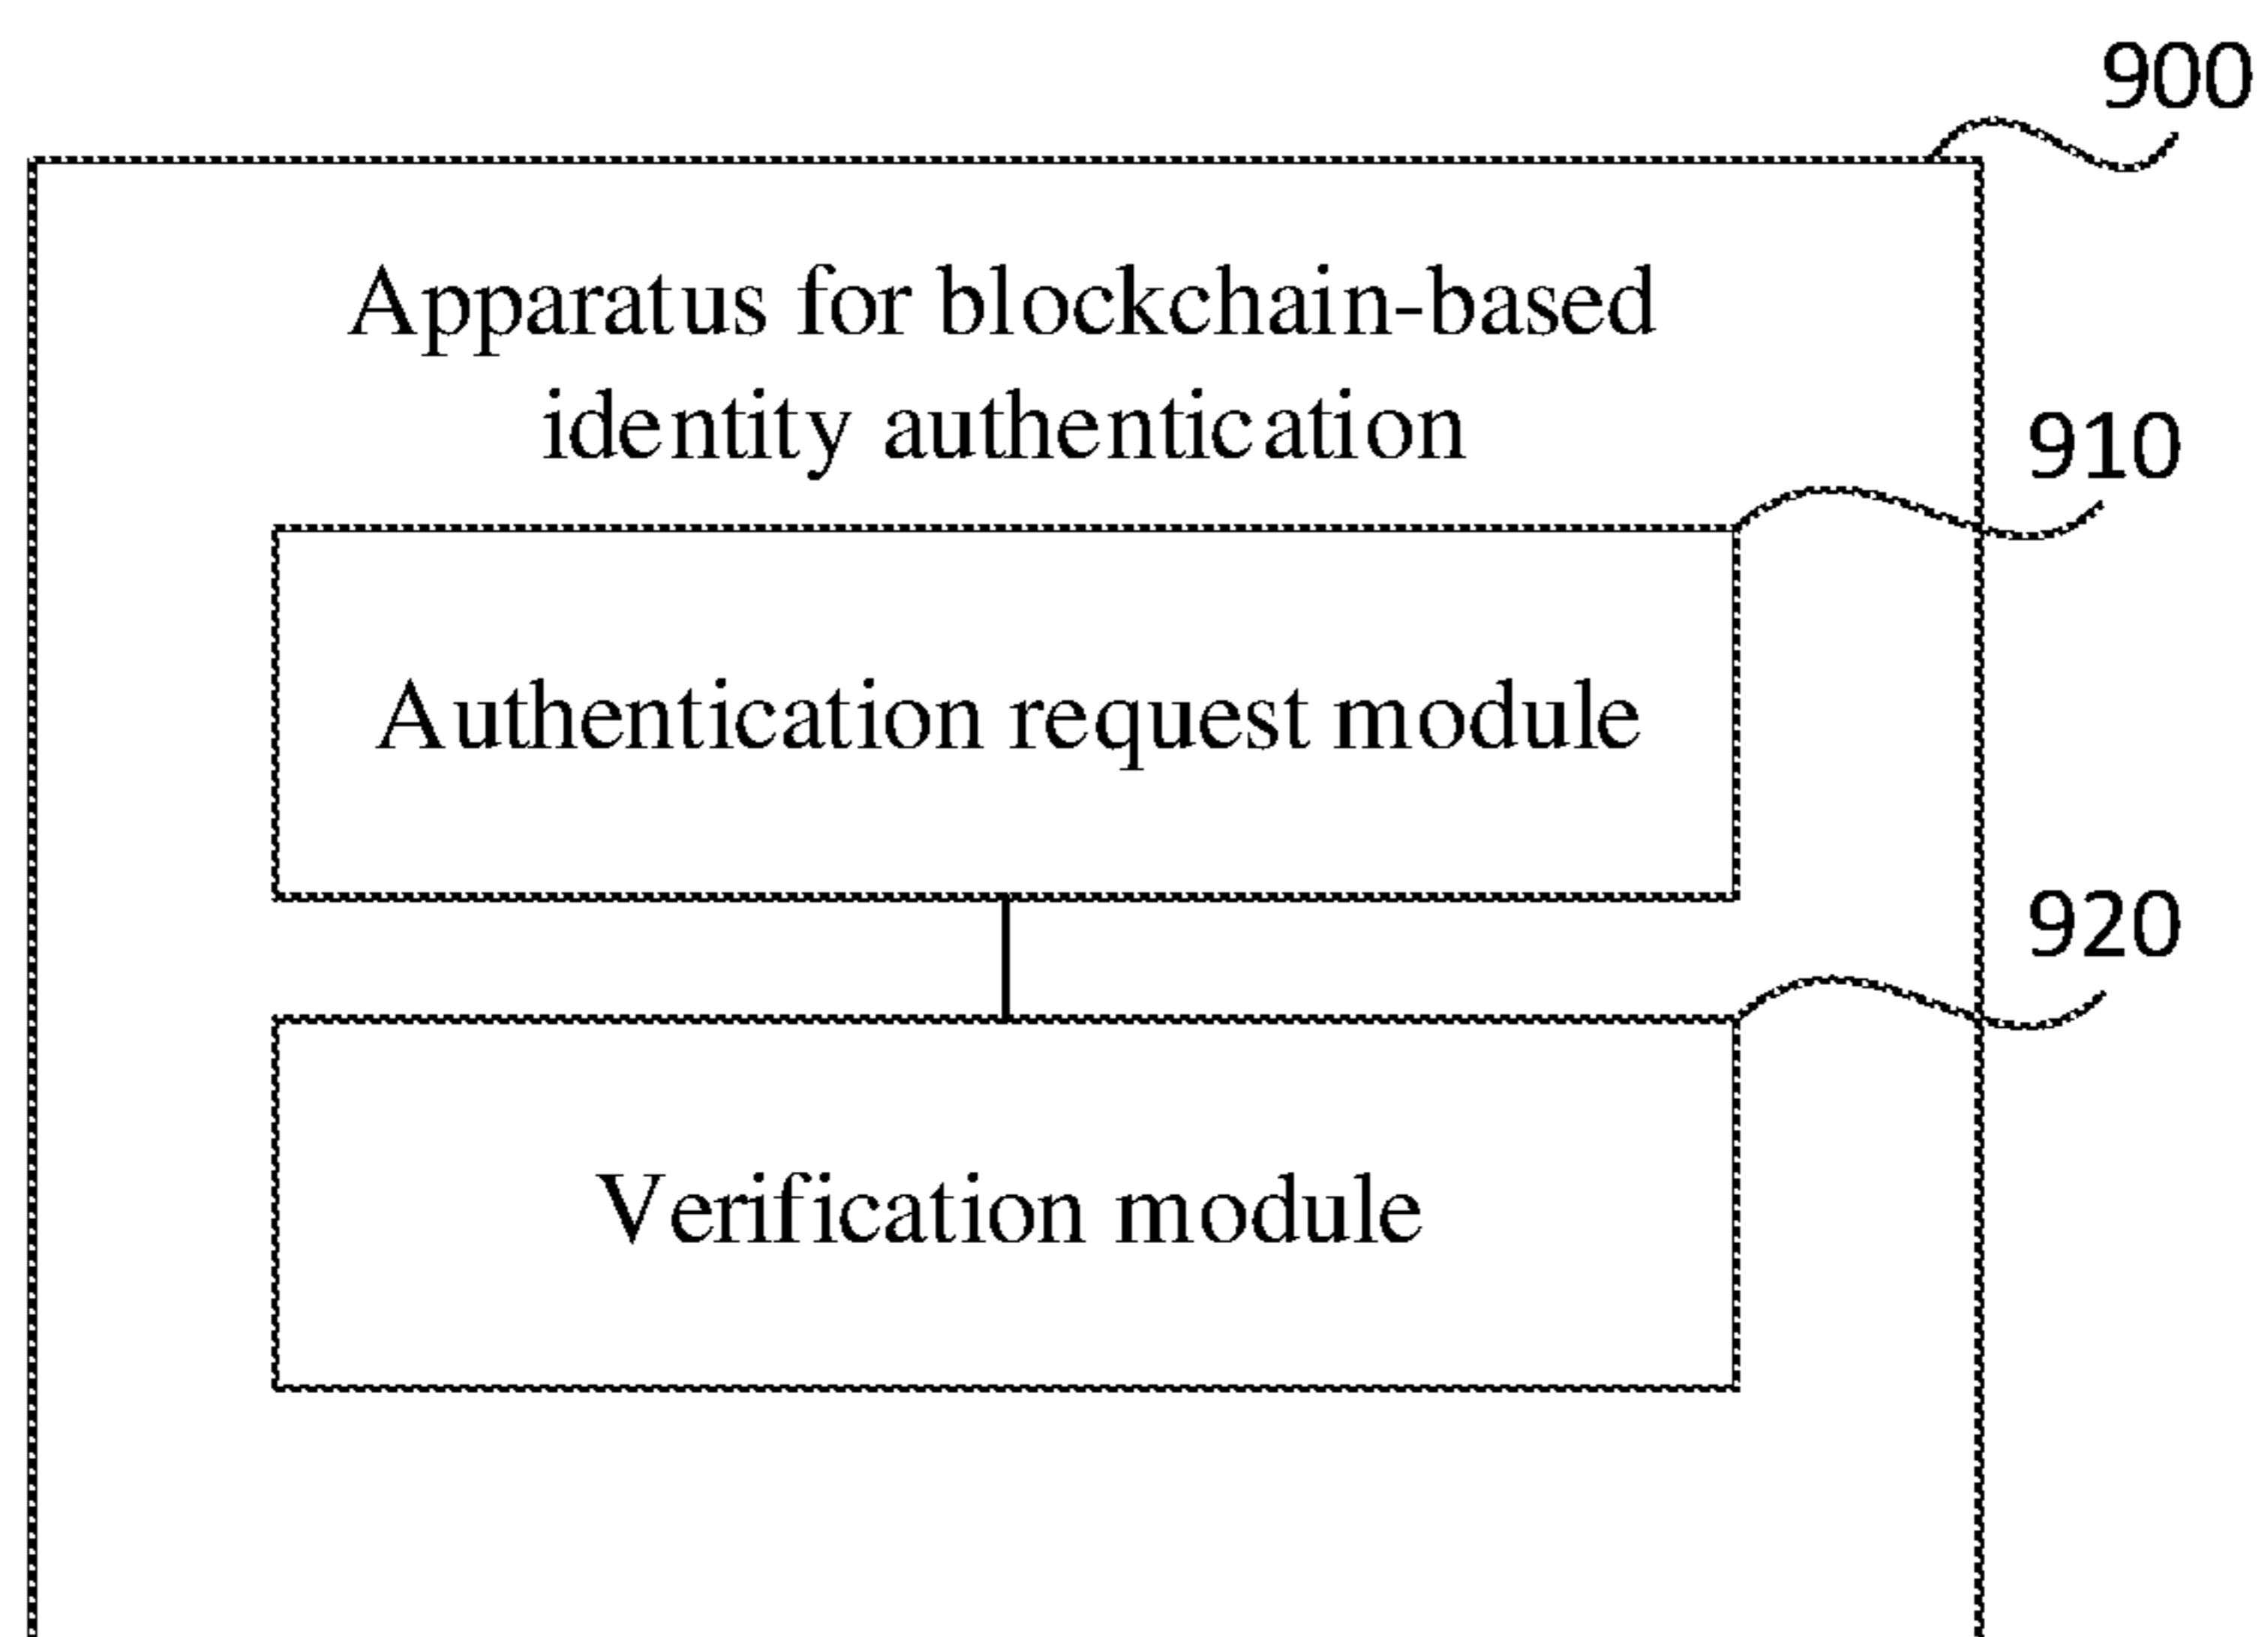 900
Apparatus for blockchain-based
identity authentication
910
Authentication request module
920
Verification module